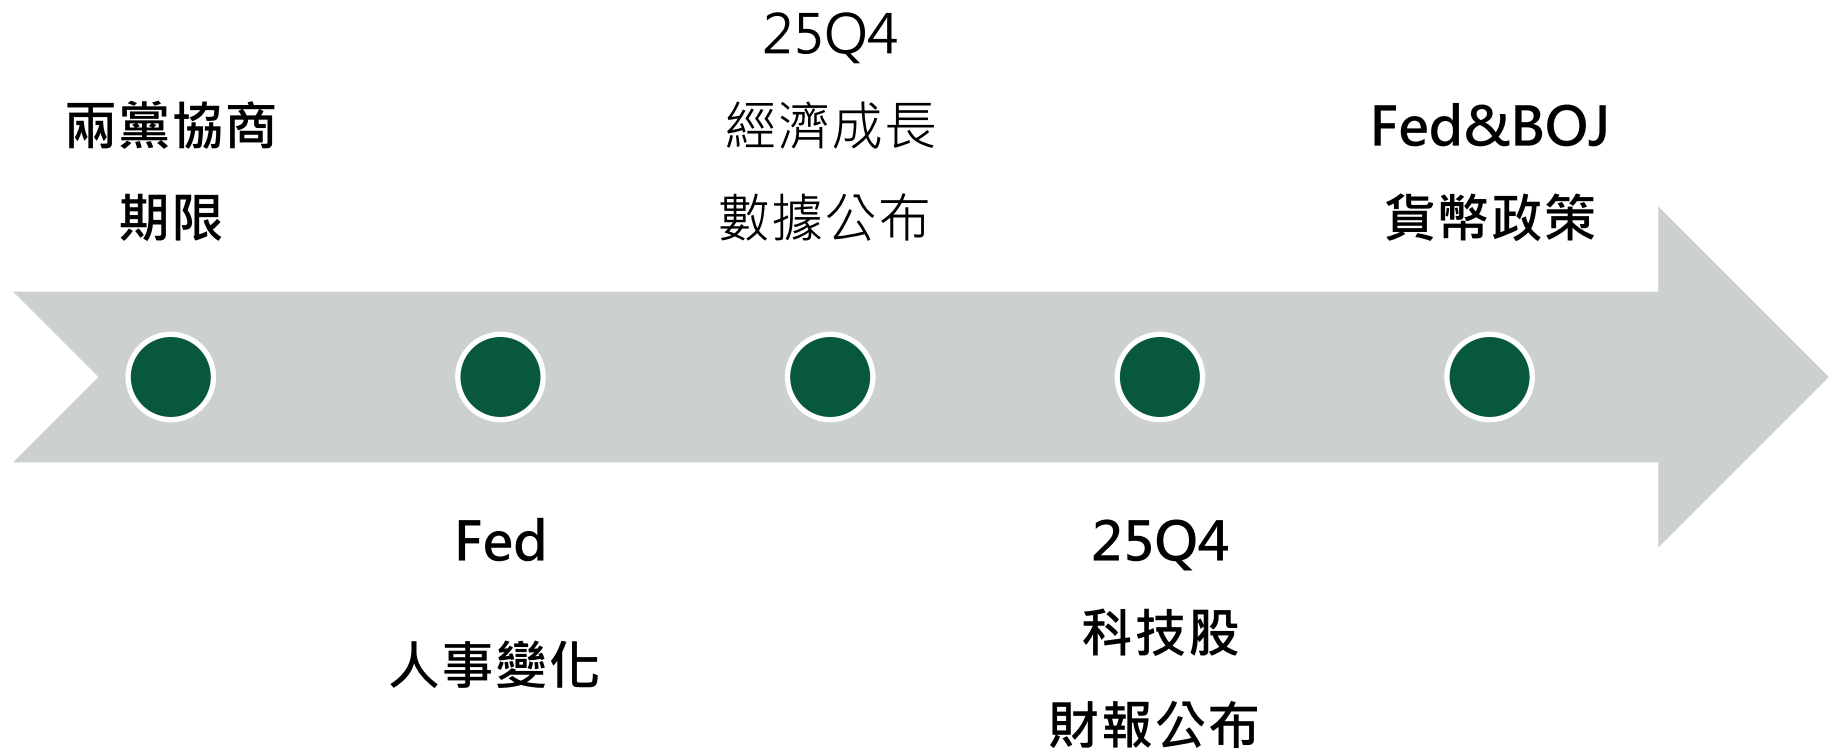 兩黨協商
期限
Fed
人事變化
25Q4
經濟成長
數據公布
25Q4
科技股
財報公布
Fed&BOJ
貨幣政策